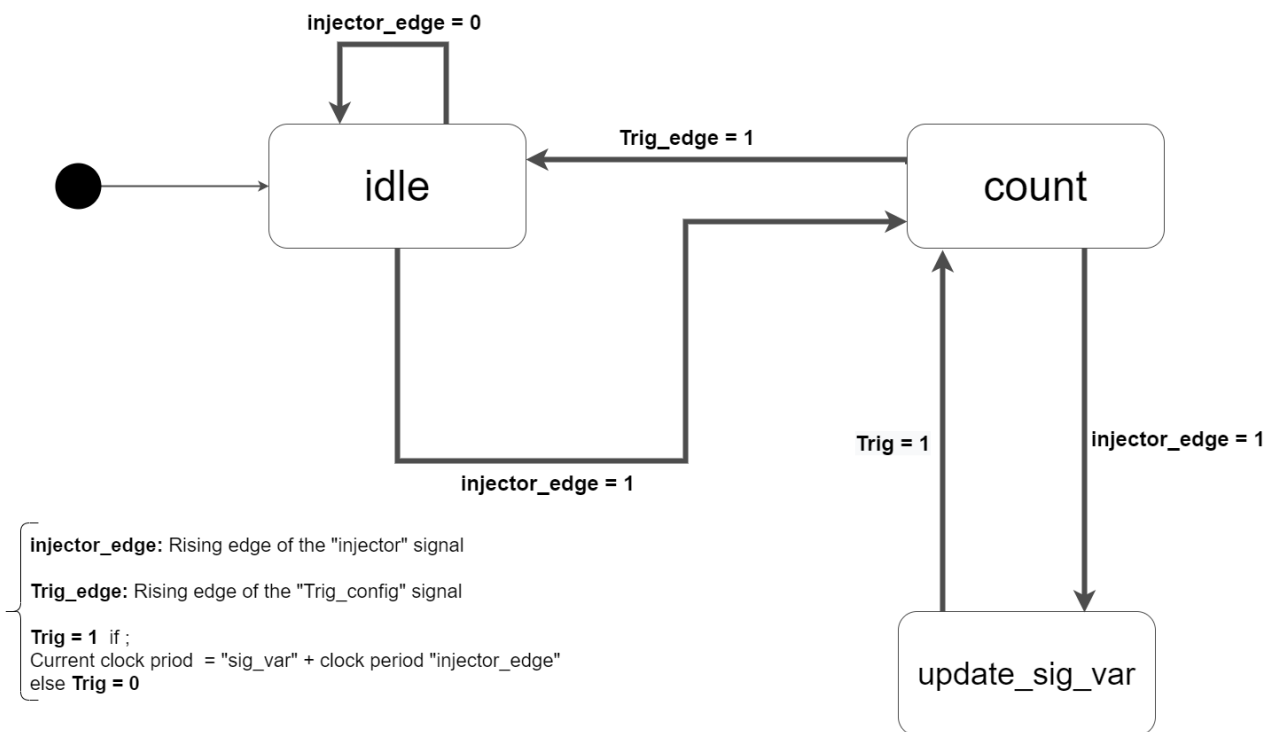 injector_edge = 0
Trig_edge = 1
idle
count
Trig = 1
injector_edge = 1
injector_edge = 1
injector_edge: Rising edge of the "injector" signal
Trig_edge: Rising edge of the "Trig_config" signal
Trig = 1 if ;
Current clock priod = "sig_var" + clock period "injector_edge"
else Trig = 0
update_sig_var